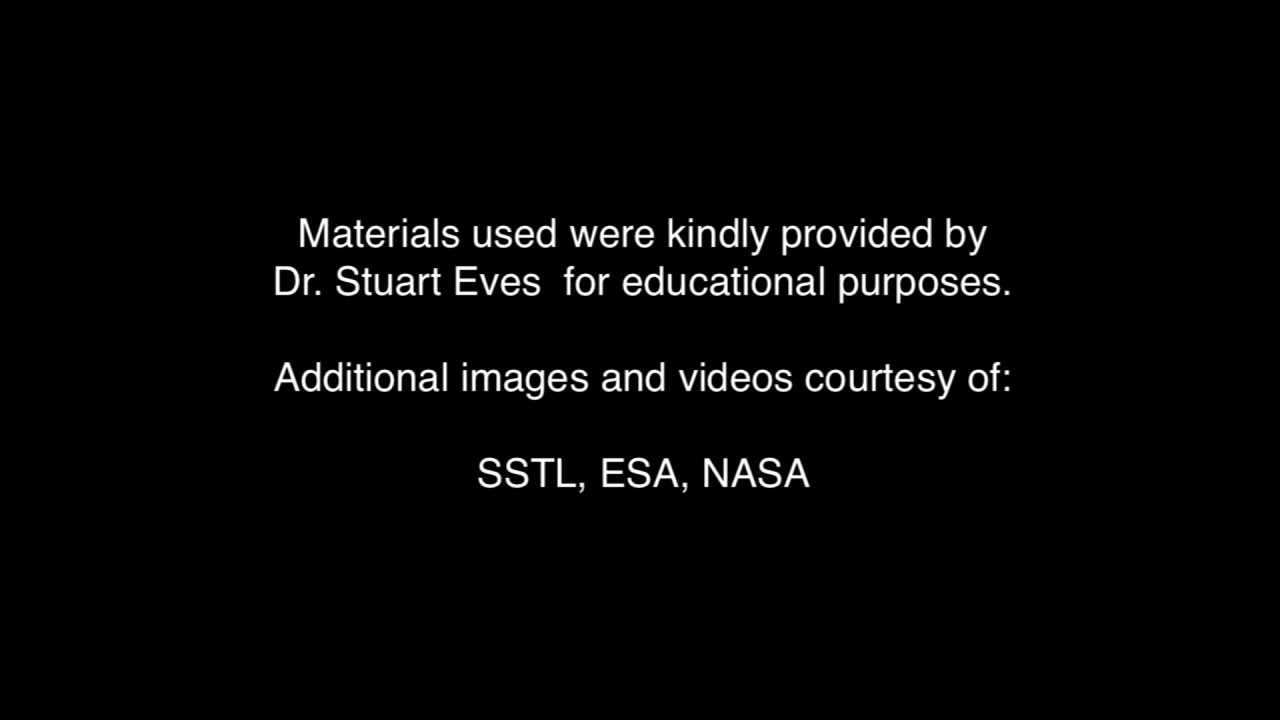 Materials used were kindly provided by
Dr. Stuart Eves  for educational purposes.
Additional images and videos courtesy of:
SSTL, ESA, NASA